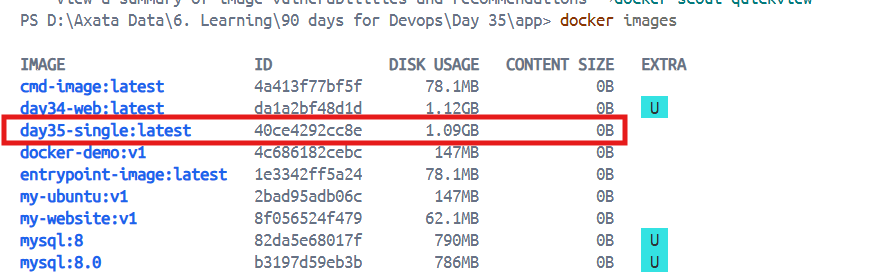 View a summary of image vulnerabilities and recommendations → docker scout quickview
PS D:\Axata Data\6. Learning\90 days for Devops\Day 35\app> docker images
IMAGE ID DISK USAGE CONTENT SIZE EXTRA
cmd-image:latest 4a413f77bf5f 78.1MB 0B
day34-web:latest da1a2bf48d1d 1.12GB 0B U
day35-single:latest 40ce4292cc8e 1.09GB 0B
docker-demo:v1 4c686182cebc 147MB 0B
entrypoint-image:latest 1e3342ff5a24 78.1MB 0B
my-ubuntu:v1 2bad95adb06c 147MB 0B
my-website:v1 8f056524f479 62.1MB 0B
mysql:8 82da5e68017f 790MB 0B U
mysql:8.0 b3197d59eb3b 786MB 0B U